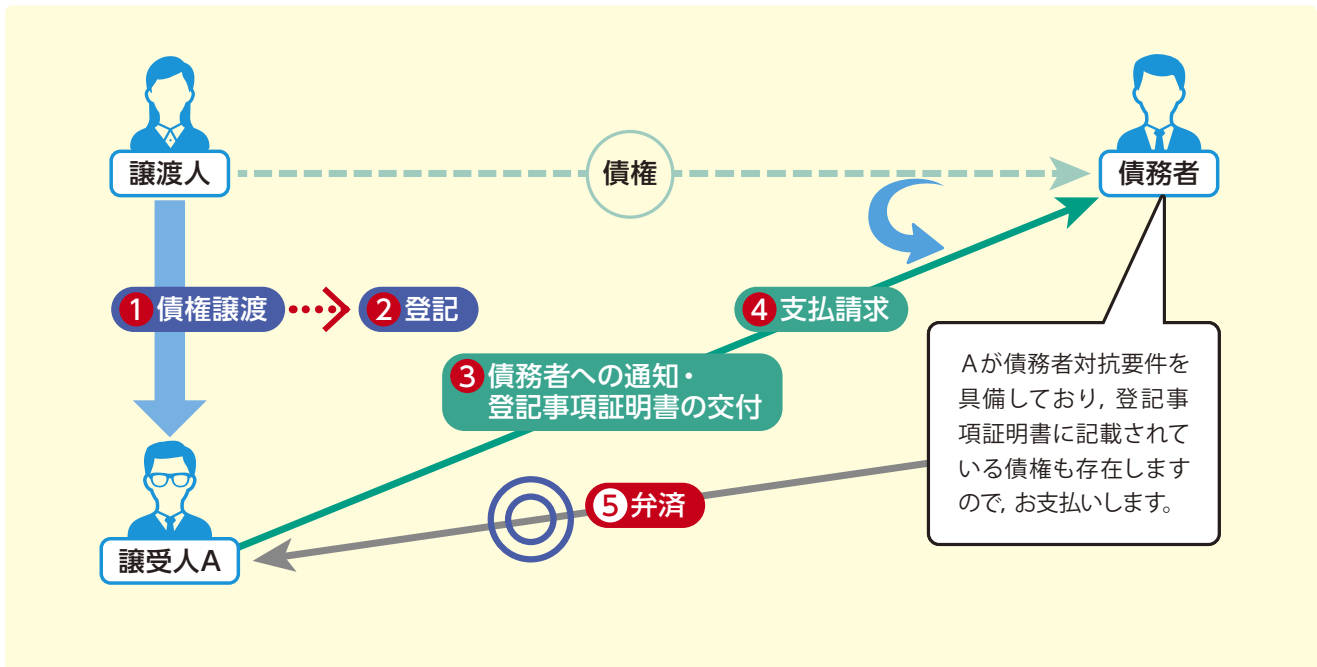 譲渡人
債権
債務者
❶債権譲渡
❷登記
❹支払請求
❸債務者への通知・
登記事項証明書の交付
Aが債務者対抗要件を
具備しており, 登記事
項証明書に記載されて
いる債権も存在します
ので, お支払いします。
❺弁済
譲受人A